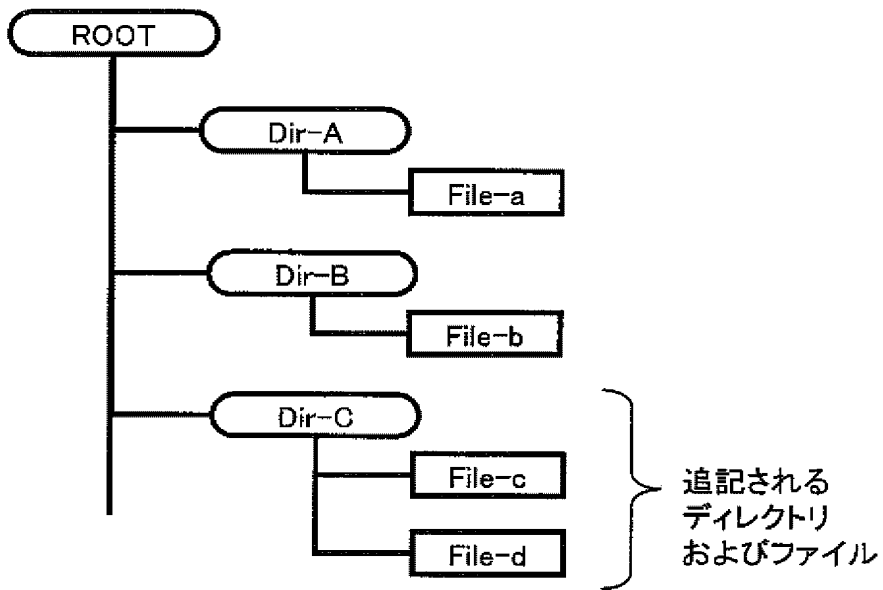 ROOT
Dir-A
File-a
Dir-B
File-b
Dir-C
File-c
File-d
追記される
ディレクトリ
およびファイル